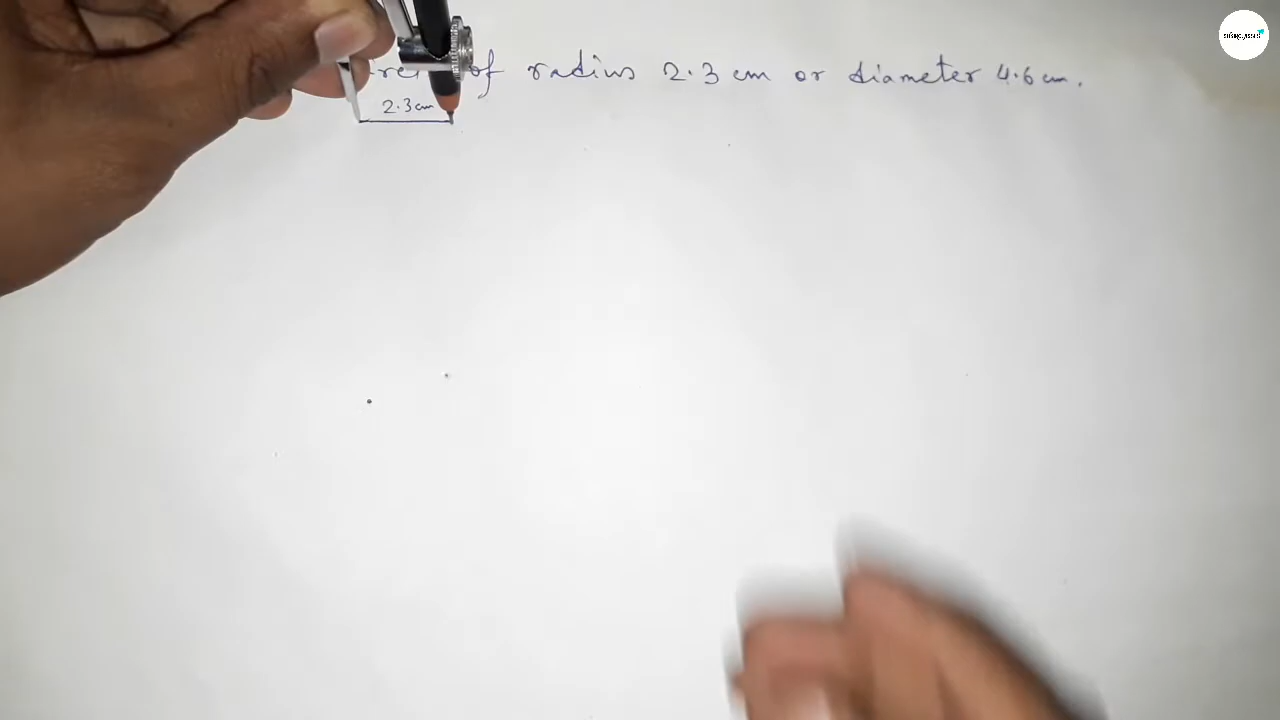 of radius 2.3 cm or diameter 4.6 cm.
2.3 cm